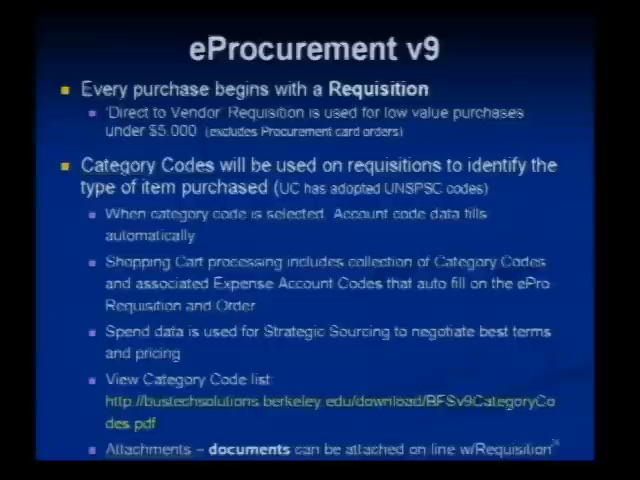 eProcurement v9
Every purchase begins with a Requisition
'Direct to Vendor' Requisition is used for low value purchases
under $5,000 (excludes Procurement card orders)
Category Codes will be used on requisitions to identify the
type of item purchased (UC has adopted UNSPSC codes)
When category code is selected, Account code data fills
automatically
Shopping Cart processing includes collection of Category Codes
and associated Expense Account Codes that auto fill on the ePro
Requisition and Order
Spend data is used for Strategic Sourcing to negotiate best terms
and pricing
View Category Code list:
http://bustechsolutions.berkeley.edu/download/BFSv9CategoryCo
des.pdf
Attachments – documents can be attached on line w/Requisition